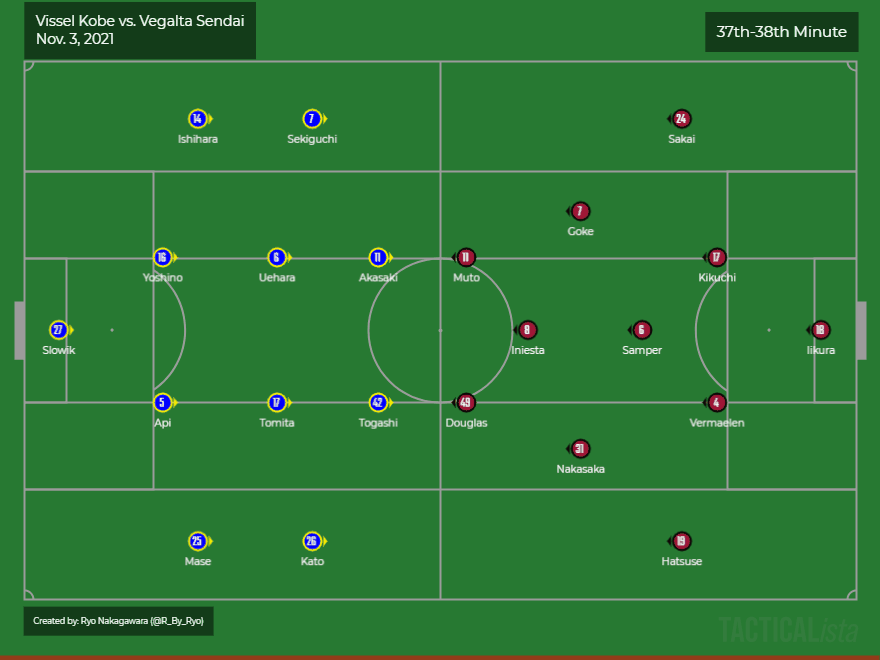 Vissel Kobe vs. Vegalta Sendai
Nov. 3, 2021
37th-38th Minute
14
7
24
Ishihara
Sekiguchi
Sakai
7
Goke
16
6
11
11
17
Yoshino
Uehara
Akasaki
Muto
Kikuchi
27
8
6
18
Slowik
Iniesta
Samper
Iikura
5
17
42
49
4
Api
Tomita
Togashi
Douglas
Vermaelen
31
Nakasaka
25
26
19
Mase
Kato
Hatsuse
Created by: Ryo Nakagawara (@R_By_Ryo)
TACTICALista